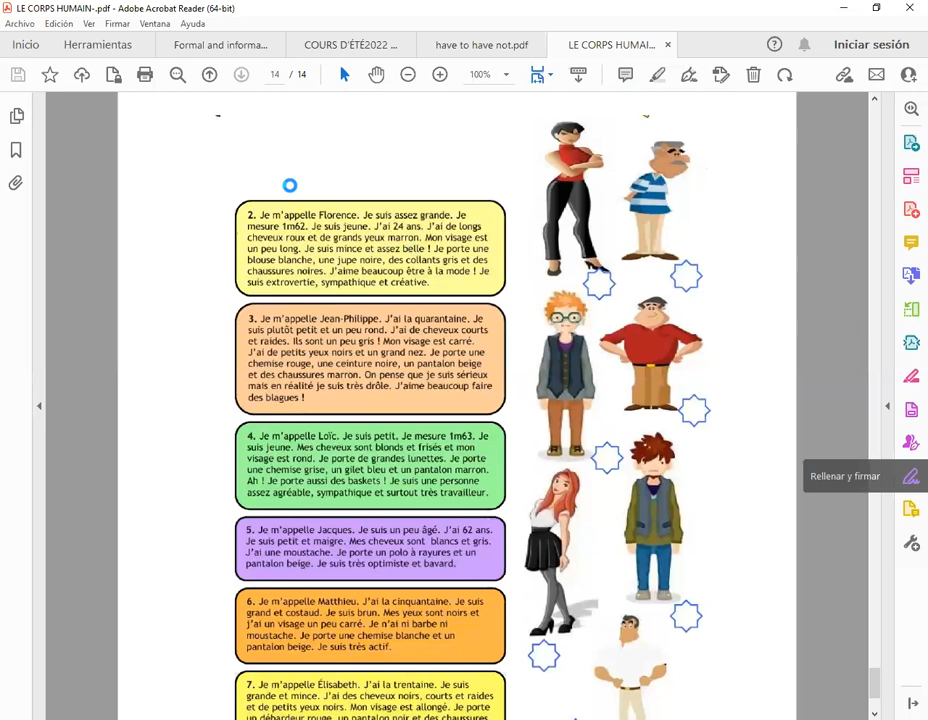 LE CORPS HUMAIN-.pdf - Adobe Acrobat Reader (64-bit)
Archivo Edición Ver Firmar Ventana Ayuda
Inicio Herramientas Formal and informa... COURS D'ÉTÉ2022 ... have to have not.pdf LE CORPS HUMAI... × Iniciar sesión
14 / 14 100%
2. Je m'appelle Florence. Je suis assez grande. Je
mesure 1m62. Je suis jeune. J'ai 24 ans. J'ai de longs
cheveux roux et de grands yeux marron. Mon visage est
un peu long. Je suis mince et assez belle ! Je porte une
blouse blanche, une jupe noire, des collants gris et des
chaussures noires. J'aime beaucoup être à la mode ! Je
suis extrovertie, sympathique et créative.
3. Je m'appelle Jean-Philippe. J'ai la quarantaine. Je
suis plutôt petit et un peu rond. J'ai de cheveux courts
et raides. Ils sont un peu gris ! Mon visage est carré.
J'ai de petits yeux noirs et un grand nez. Je porte une
chemise rouge, une ceinture noire, un pantalon beige
et des chaussures marron. On pense que je suis sérieux
mais en réalité je suis très drôle. J'aime beaucoup faire
des blagues !
4. Je m'appelle Loïc. Je suis petit. Je mesure 1m63. Je
suis jeune. Mes cheveux sont blonds et frisés et mon
visage est rond. Je porte de grandes lunettes. Je porte
une chemise grise, un gilet bleu et un pantalon marron.
Ah ! Je porte aussi des baskets ! Je suis une personne
assez agréable, sympathique et surtout très travailleur.
Rellenar y firmar
5. Je m'appelle Jacques. Je suis un peu âgé. J'ai 62 ans.
Je suis petit et maigre. Mes cheveux sont blancs et gris.
J'ai une moustache. Je porte un polo à rayures et un
pantalon beige. Je suis très optimiste et bavard.
6. Je m'appelle Matthieu. J'ai la cinquantaine. Je suis
grand et costaud. Je suis brun. Mes yeux sont noirs et
j'ai un visage un peu carré. Je n'ai ni barbe ni
moustache. Je porte une chemise blanche et un
pantalon beige. Je suis très actif.
7. Je m'appelle Élisabeth. J'ai la trentaine. Je suis
grande et mince. J'ai des cheveux noirs, courts et raides
et de petits yeux noirs. Mon visage est allongé. Je porte
un débardeur rouge, un pantalon noir et des chaussures